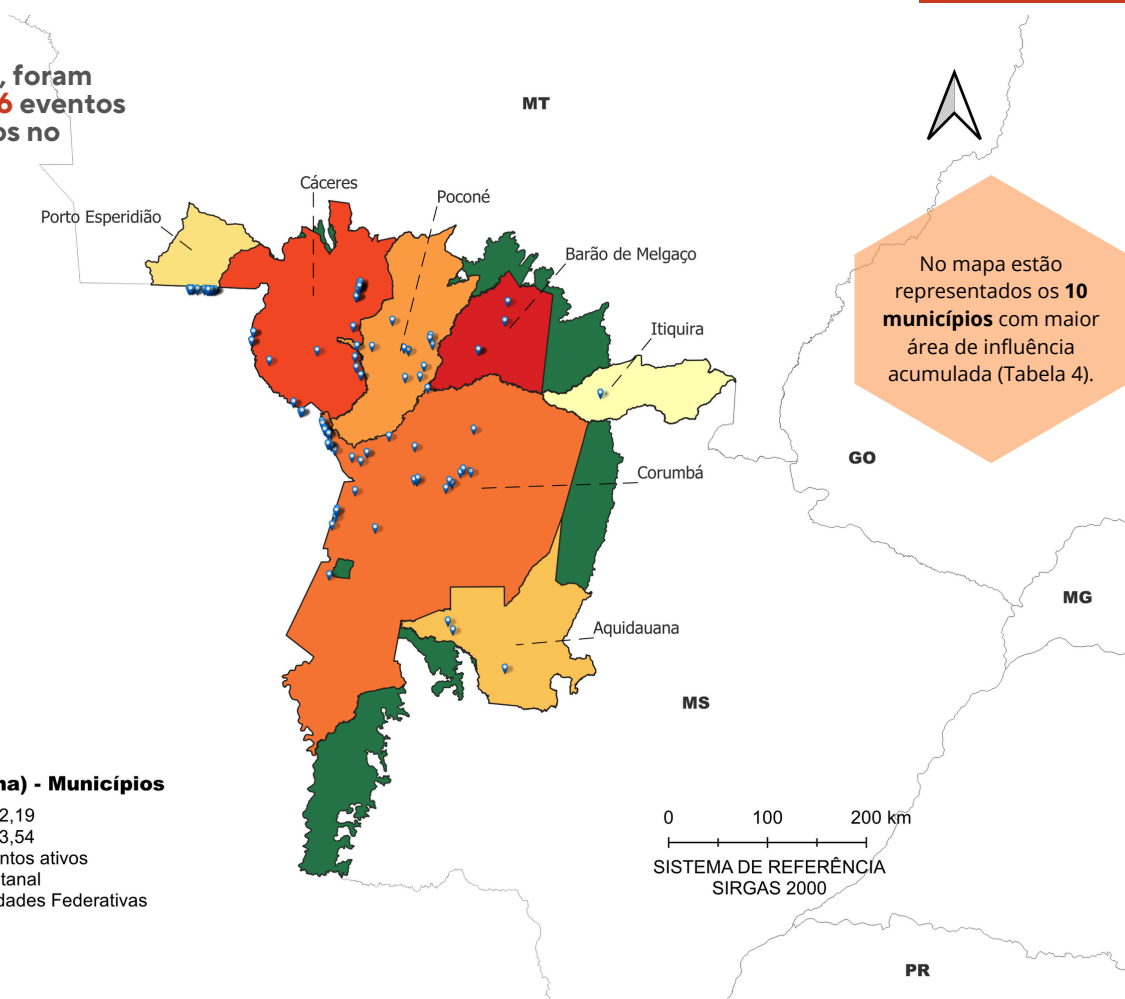 , foram
6 eventos
os no
MT
Cáceres
Poconé
Porto Esperidião
Barão de Melgaço
Itiquira
No mapa estão
representados os 10
municípios com maior
área de influência
acumulada (Tabela 4).
GO
Corumbá
MG
Aquidauana
MS
na) - Municípios
2,19
3,54
ntos ativos
tanal
dades Federativas
0 100 200 km
SISTEMA DE REFERÊNCIA
SIRGAS 2000
PR